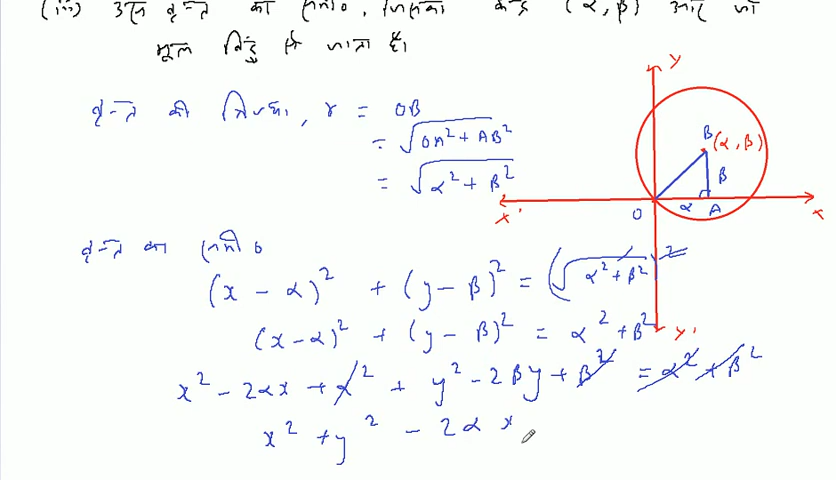 (iii) उस वृत्त का समी०, जिसका केन्द्र (α, β) और जो
मूल बिंदु से जाता है।
वृत्त की त्रिज्या, r = OB
= √(OA² + AB²)
= √(α² + β²)
Y
B (α, β)
β
X' O α A X
Y'
वृत्त का समी०
(x - α)² + (y - β)² = (√(α² + β²))²
(x - α)² + (y - β)² = α² + β²
x² - 2αx + α² + y² - 2βy + β² = α² + β²
x² + y² - 2αx